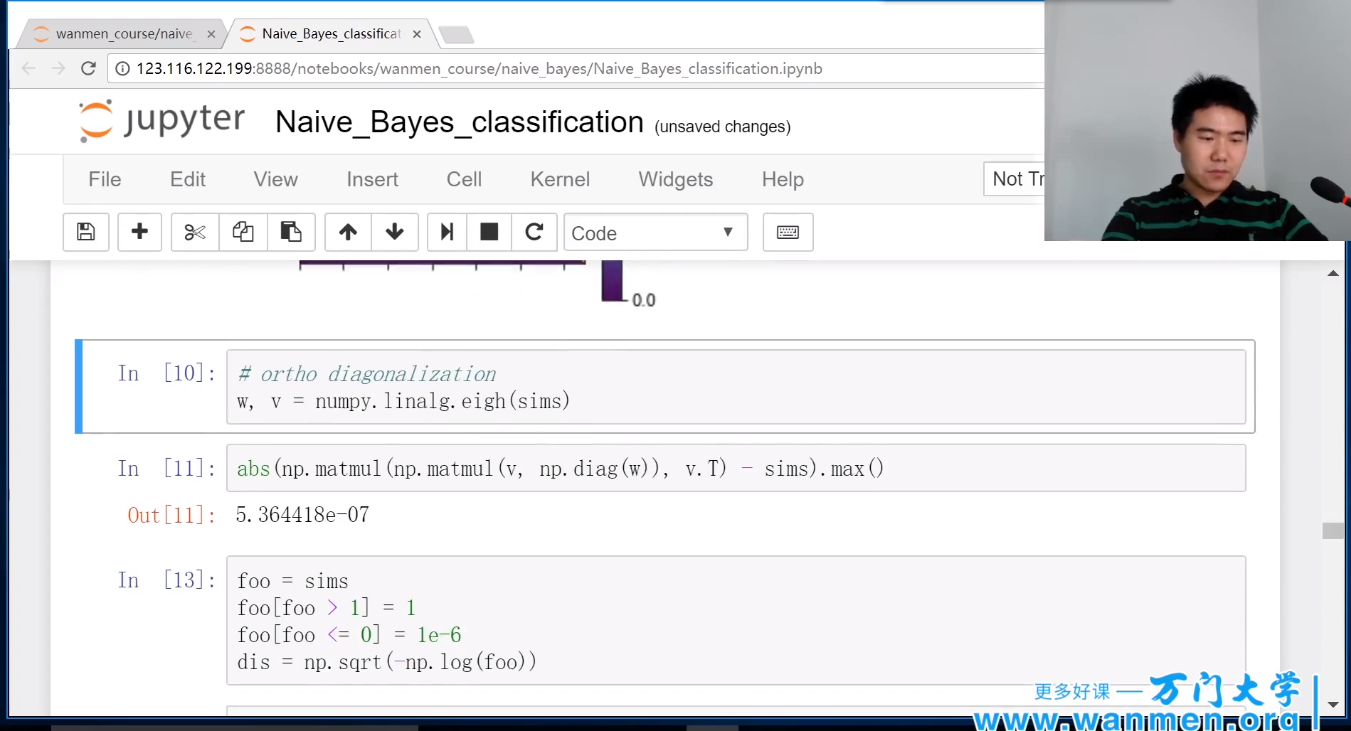 wanmen_course/naive_
Naive_Bayes_classificat
123.116.122.199:8888/notebooks/wanmen_course/naive_bayes/Naive_Bayes_classification.ipynb
jupyter Naive_Bayes_classification (unsaved changes)
File Edit View Insert Cell Kernel Widgets Help Not Tr
Code
0.0
In [10]: # ortho diagonalization
w, v = numpy.linalg.eigh(sims)
In [11]: abs(np.matmul(np.matmul(v, np.diag(w)), v.T) - sims).max()
Out[11]: 5.364418e-07
In [13]: foo = sims
foo[foo > 1] = 1
foo[foo <= 0] = 1e-6
dis = np.sqrt(-np.log(foo))
更多好课 — 万门大学
www.wanmen.org